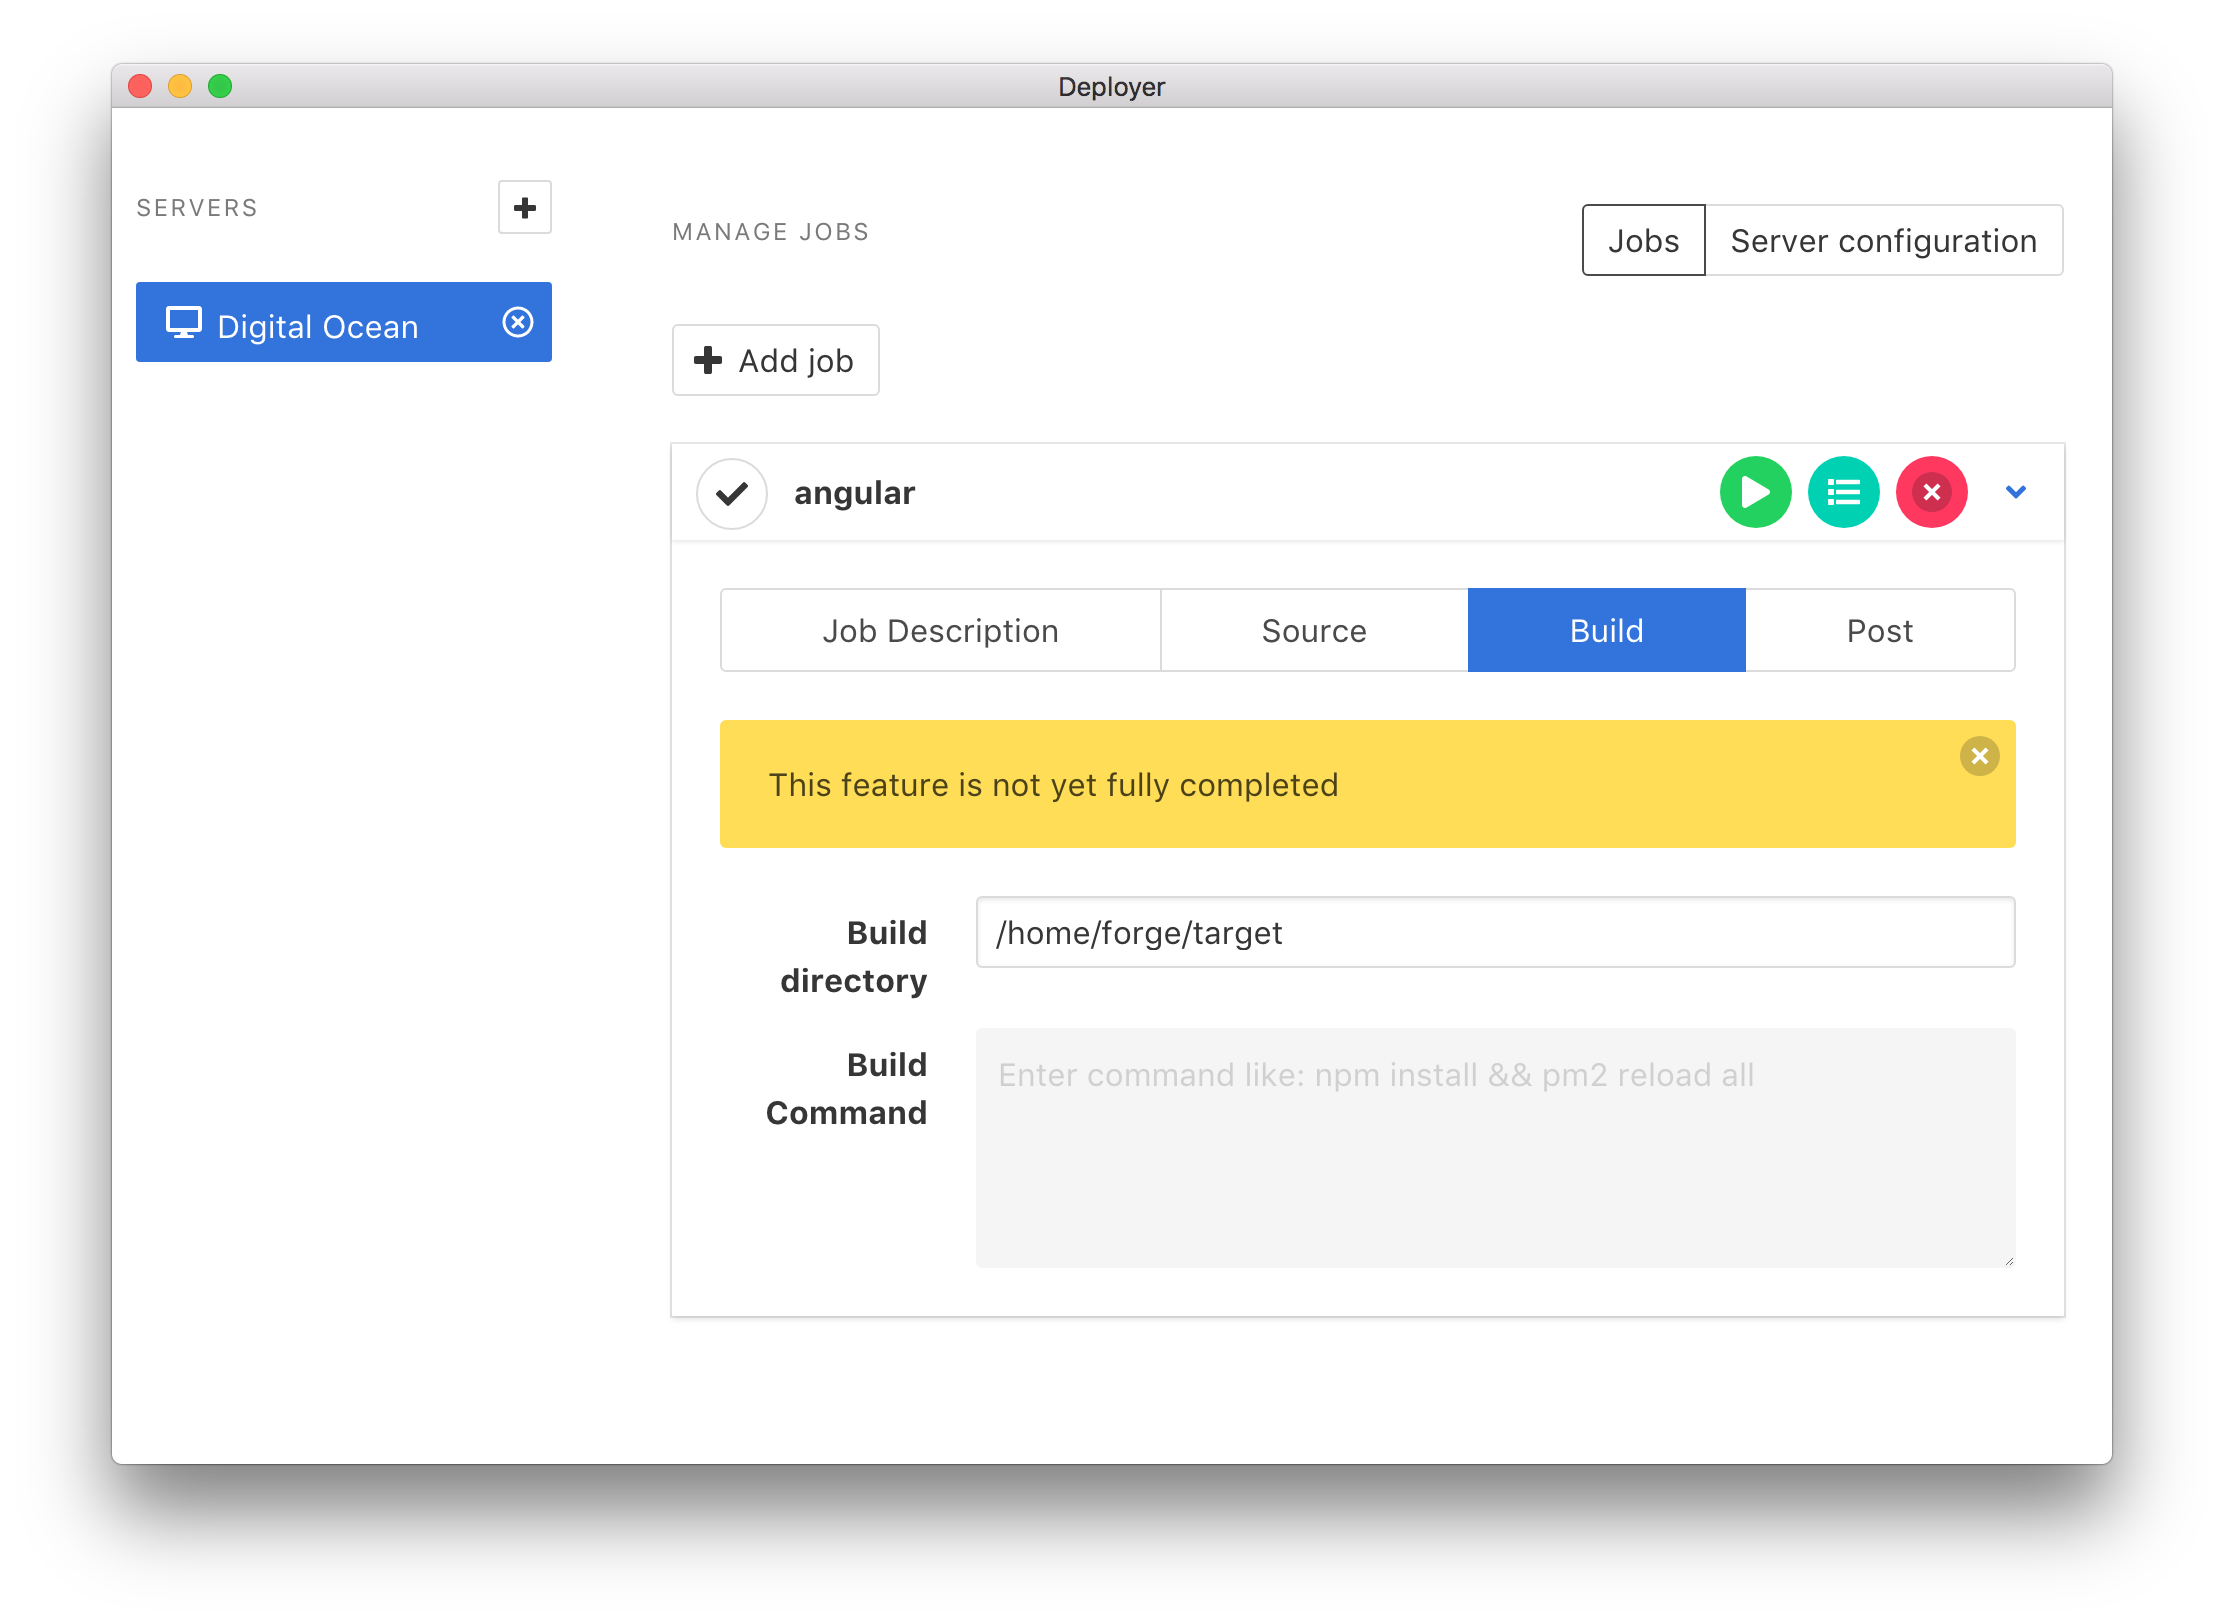 Deployer
SERVERS
Digital Ocean
MANAGE JOBS
Jobs
Server configuration
Add job
angular
Job Description
Source
Build
Post
This feature is not yet fully completed
Build
directory
/home/forge/target
Build
Command
Enter command like: npm install && pm2 reload all